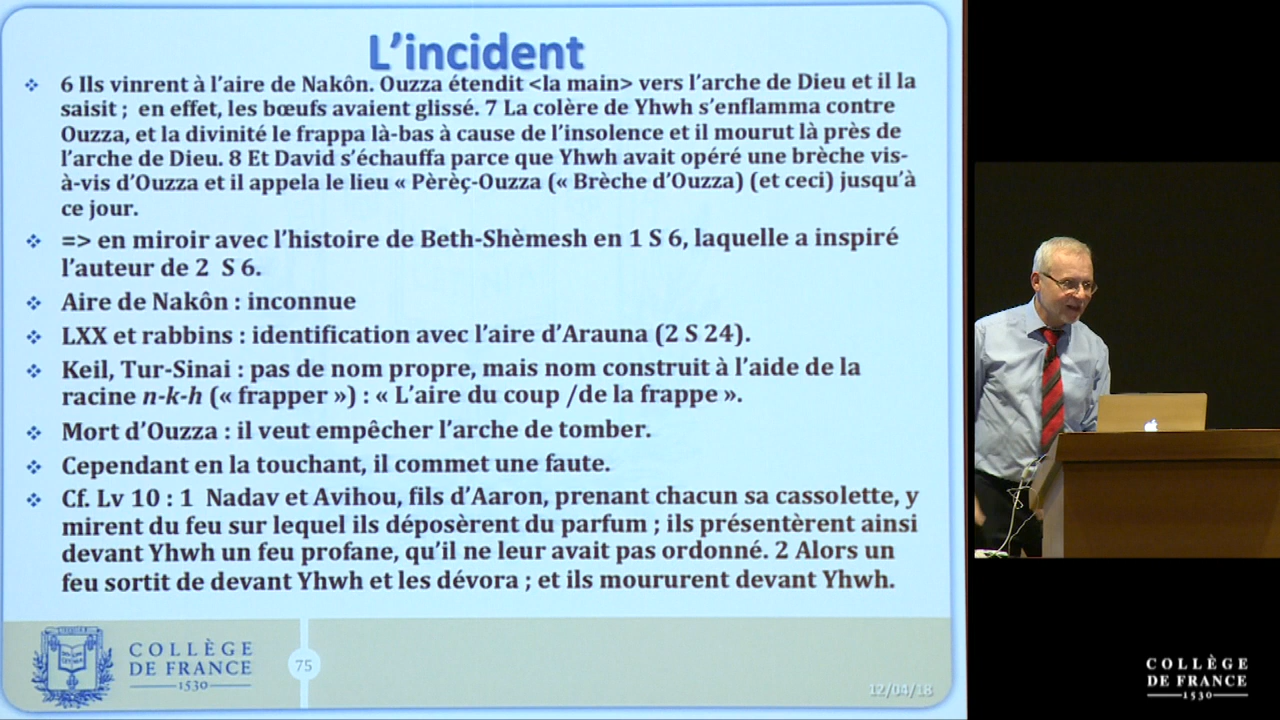 L'incident
❖ 6 Ils vinrent à l'aire de Nakôn. Ouzza étendit <la main> vers l'arche de Dieu et il la
saisit ; en effet, les bœufs avaient glissé. 7 La colère de Yhwh s'enflamma contre
Ouzza, et la divinité le frappa là-bas à cause de l'insolence et il mourut là près de
l'arche de Dieu. 8 Et David s'échauffa parce que Yhwh avait opéré une brèche vis-
à-vis d'Ouzza et il appela le lieu « Pèrèç-Ouzza (« Brèche d'Ouzza) (et ceci) jusqu'à
ce jour.
❖ => en miroir avec l'histoire de Beth-Shèmesh en 1 S 6, laquelle a inspiré
l'auteur de 2 S 6.
❖ Aire de Nakôn : inconnue
❖ LXX et rabbins : identification avec l'aire d'Arauna (2 S 24).
❖ Keil, Tur-Sinai : pas de nom propre, mais nom construit à l'aide de la
racine n-k-h (« frapper ») : « L'aire du coup /de la frappe ».
❖ Mort d'Ouzza : il veut empêcher l'arche de tomber.
❖ Cependant en la touchant, il commet une faute.
❖ Cf. Lv 10 : 1 Nadav et Avihou, fils d'Aaron, prenant chacun sa cassolette, y
mirent du feu sur lequel ils déposèrent du parfum ; ils présentèrent ainsi
devant Yhwh un feu profane, qu'il ne leur avait pas ordonné. 2 Alors un
feu sortit de devant Yhwh et les dévora ; et ils moururent devant Yhwh.
COLLÈGE
DE FRANCE
1530
75
12/04/18
COLLÈGE
DE FRANCE
1530